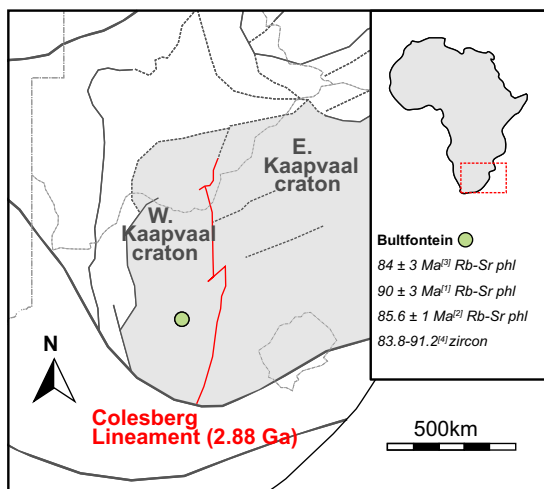 E.
Kaapvaal
craton
W.
Kaapvaal
craton
N
Colesberg
Lineament (2.88 Ga)
Bultfontein
84 ± 3 Ma[3] Rb-Sr phl
90 ± 3 Ma[1] Rb-Sr phl
85.6 ± 1 Ma[2] Rb-Sr phl
83.8-91.2[4] zircon
500km